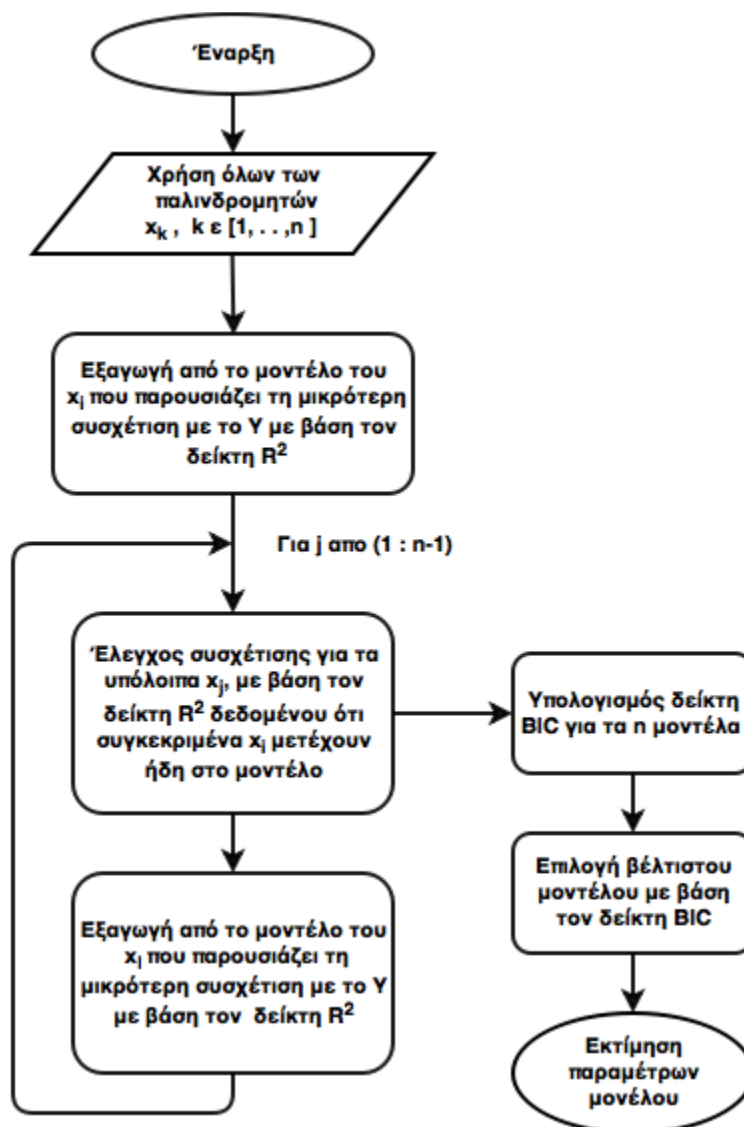 Έναρξη
Χρήση όλων των
παλινδρομητών
xk , k ε [1, . . ,n ]
Εξαγωγή από το μοντέλο του
xi που παρουσιάζει τη μικρότερη
συσχέτιση με το Υ με βάση τον
δείκτη R²
Για j απο (1 : n-1)
Έλεγχος συσχέτισης για τα
υπόλοιπα xj, με βάση τον
δείκτη R² δεδομένου ότι
συγκεκριμένα xi μετέχουν
ήδη στο μοντέλο
Εξαγωγή από το μοντέλο του
xi που παρουσιάζει τη
μικρότερη συσχέτιση με το Υ
με βάση τον δείκτη R²
Υπολογισμός δείκτη
BIC για τα n μοντέλα
Επιλογή βέλτιστου
μοντέλου με βάση
τον δείκτη BIC
Εκτίμηση
παραμέτρων
μονέλου